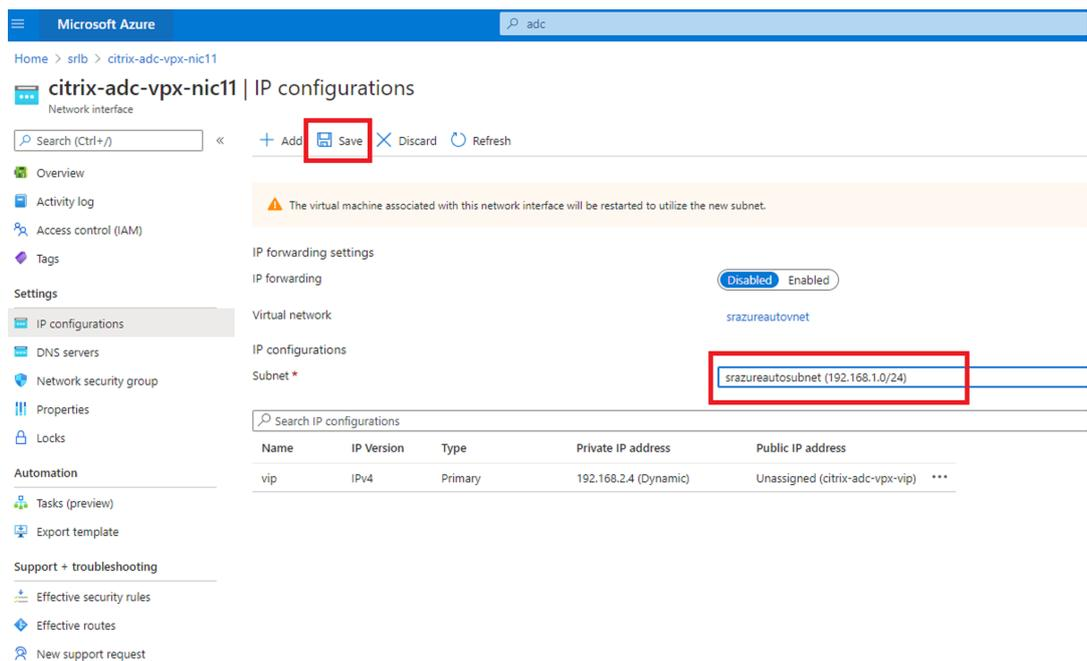 Microsoft Azure
adc
Home > srlb > citrix-adc-vpx-nic11
citrix-adc-vpx-nic11 | IP configurations
Network interface
Search (Ctrl+/)
«
Add Save Discard Refresh
Overview
Activity log
Access control (IAM)
Tags
Settings
IP configurations
DNS servers
Network security group
Properties
Locks
Automation
Tasks (preview)
Export template
Support + troubleshooting
Effective security rules
Effective routes
New support request
The virtual machine associated with this network interface will be restarted to utilize the new subnet.
IP forwarding settings
IP forwarding Disabled Enabled
Virtual network srazureautovnet
IP configurations
Subnet * srazureautosubnet (192.168.1.0/24)
Search IP configurations
Name IP Version Type Private IP address Public IP address
vip IPv4 Primary 192.168.2.4 (Dynamic) Unassigned (citrix-adc-vpx-vip) •••